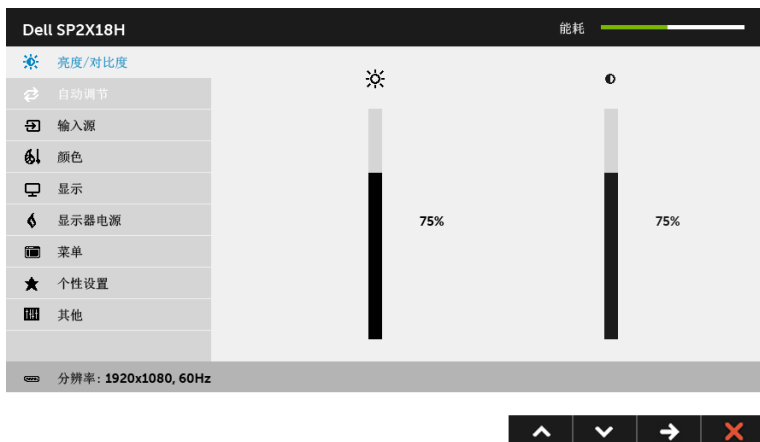 Dell SP2X18H
能耗
亮度/对比度
自动调节
输入源
颜色
显示
显示器电源
75%
75%
菜单
个性设置
其他
分辨率: 1920x1080, 60Hz